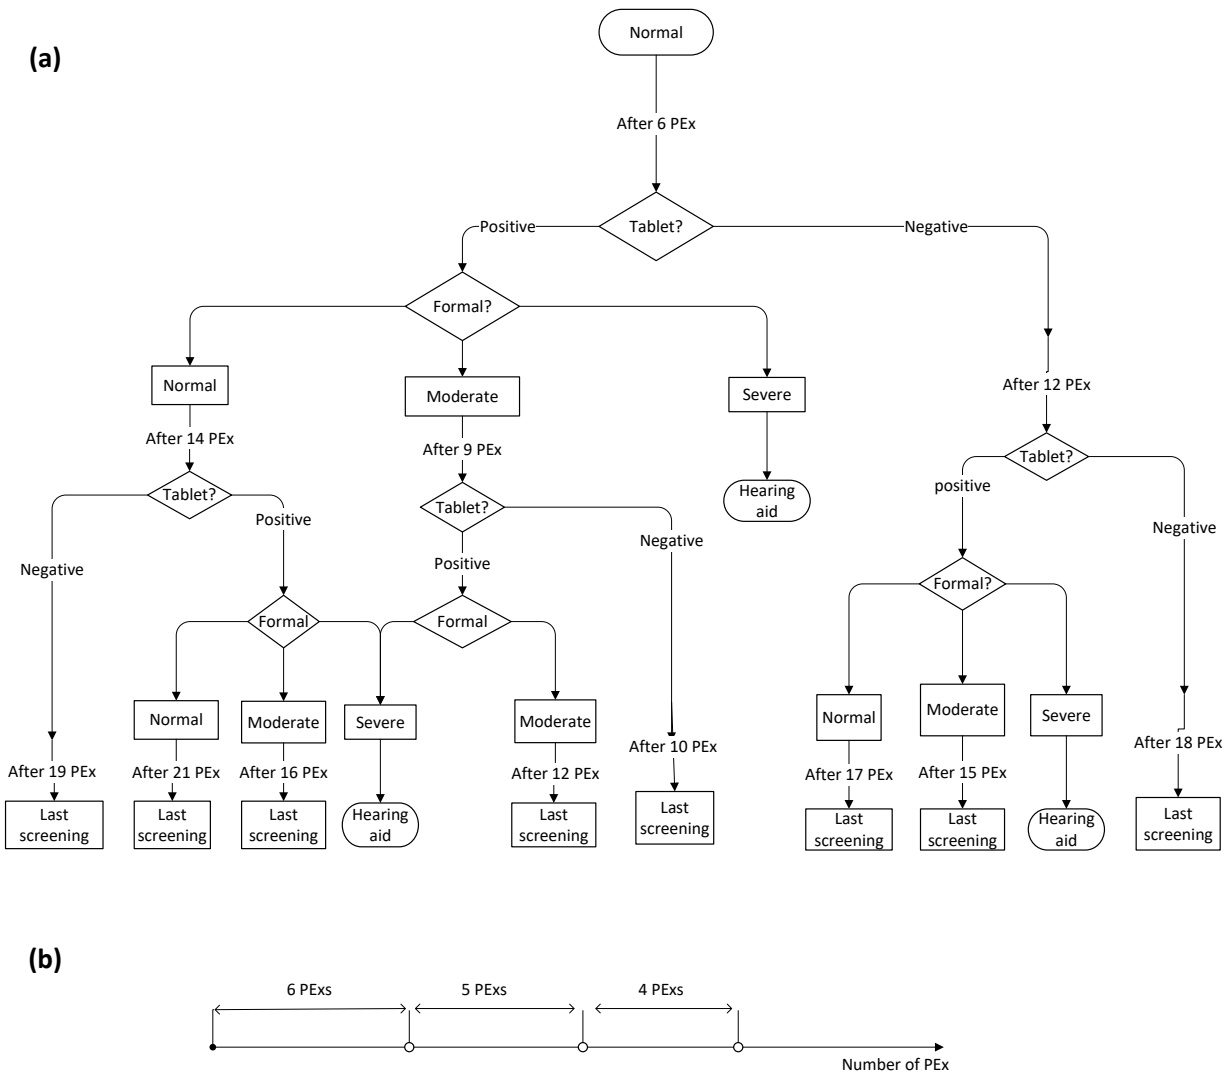 (a)
Normal
After 6 PEx
Tablet?
Positive
Negative
Formal?
Normal
Moderate
Severe
After 14 PEx
After 9 PEx
After 12 PEx
Tablet?
Tablet?
Hearing
aid
Tablet?
Negative
Positive
Positive
Negative
positive
Negative
Formal
Formal
Formal?
Normal
Moderate
Severe
Moderate
Normal
Moderate
Severe
After 19 PEx
After 21 PEx
After 16 PEx
After 12 PEx
After 10 PEx
After 17 PEx
After 15 PEx
After 18 PEx
Last
screening
Last
screening
Last
screening
Hearing
aid
Last
screening
Last
screening
Last
screening
Last
screening
Hearing
aid
Last
screening
(b)
6 PExs
5 PExs
4 PExs
Number of PEx